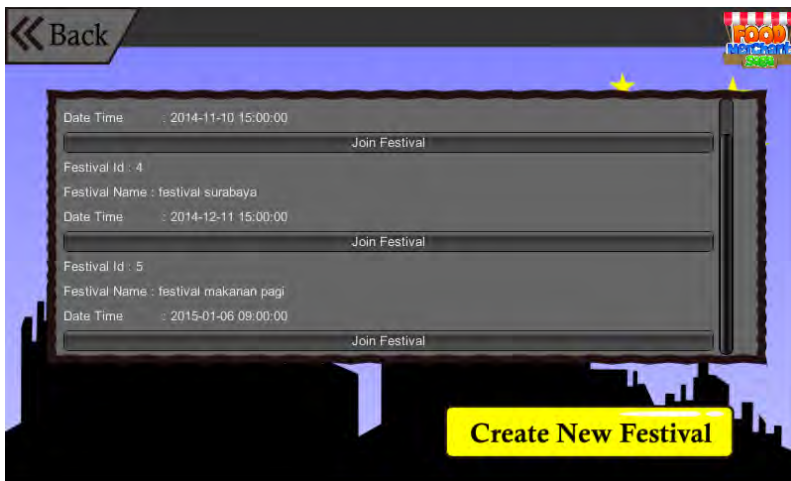 Back
FOOD
Merchant
Saga
Date Time : 2014-11-10 15:00:00
Join Festival
Festival Id : 4
Festival Name : festival surabaya
Date Time : 2014-12-11 15:00:00
Join Festival
Festival Id : 5
Festival Name : festival makanan pagi
Date Time : 2015-01-06 09:00:00
Join Festival
Create New Festival